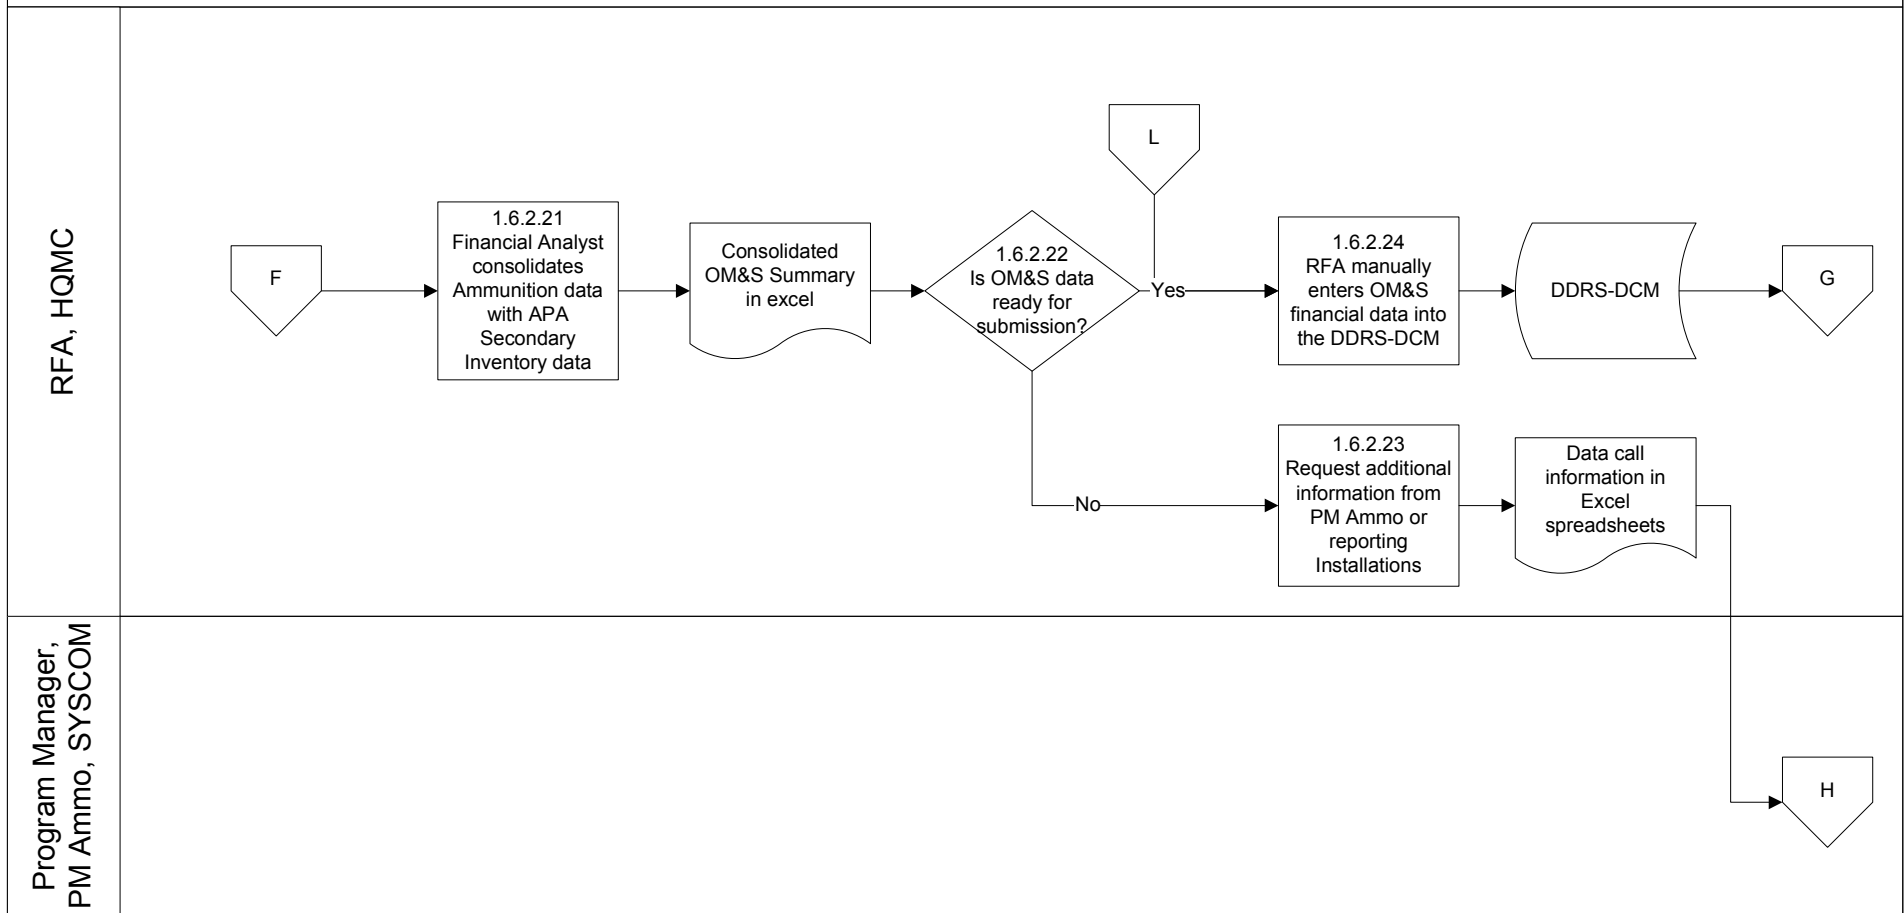 RFA, HQMC
F
1.6.2.21
Financial Analyst
consolidates
Ammunition data
with APA
Secondary
Inventory data
Consolidated
OM&S Summary
in excel
1.6.2.22
Is OM&S data
ready for
submission?
L
Yes
1.6.2.24
RFA manually
enters OM&S
financial data into
the DDRS-DCM
DDRS-DCM
G
No
1.6.2.23
Request additional
information from
PM Ammo or
reporting
Installations
Data call
information in
Excel
spreadsheets
Program Manager,
PM Ammo, SYSCOM
H